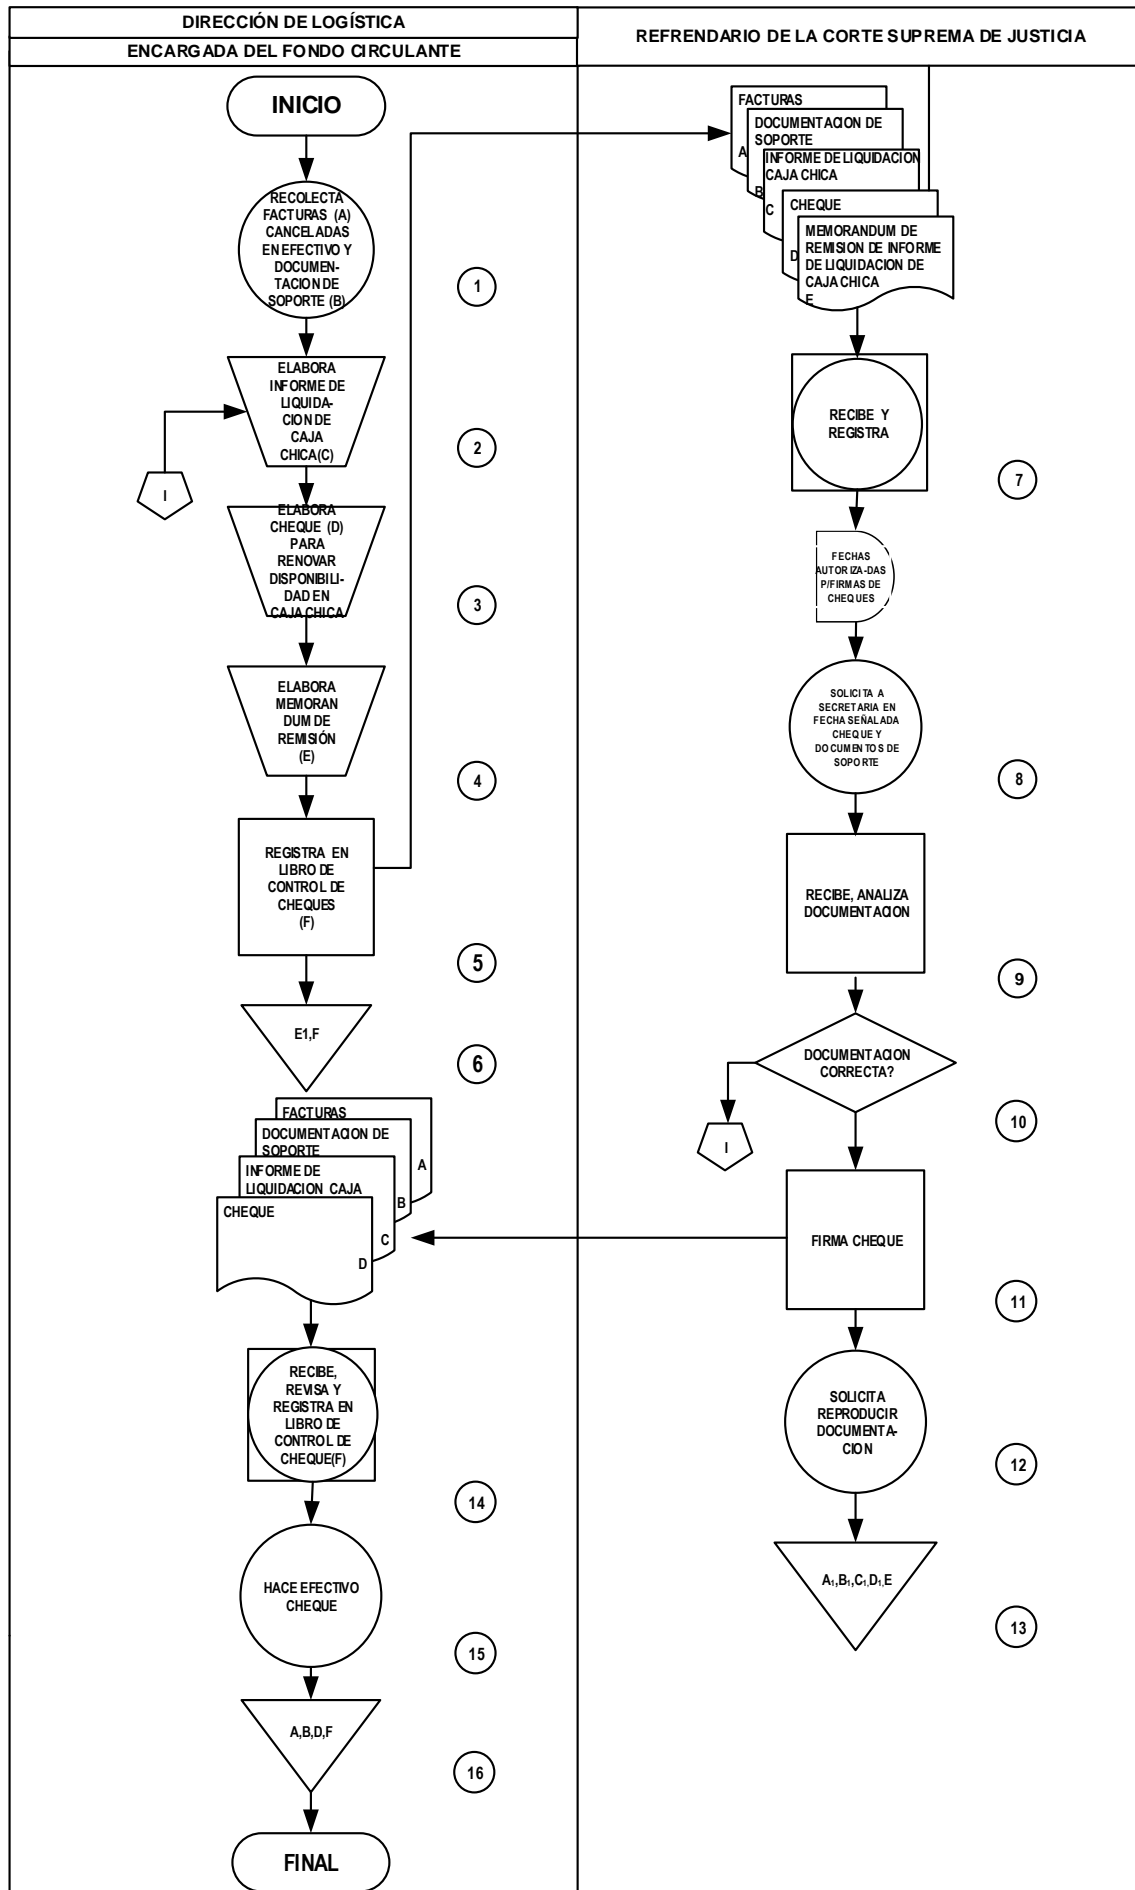 DIRECCIÓN DE LOGÍSTICA
ENCARGADA DEL FONDO CIRCULANTE
REFRENDARIO DE LA CORTE SUPREMA DE JUSTICIA
INICIO
RECOLECTA
FACTURAS (A)
CANCELADAS
EN EFECTIVO Y
DOCUMEN-
TACION DE
SOPORTE (B)
1
ELABORA
INFORME DE
LIQUIDA-
CION DE
CAJA
CHICA(C)
2
I
ELABORA
CHEQUE (D)
PARA
RENOVAR
DISPONIBILI-
DAD EN
CAJA CHICA
3
ELABORA
MEMORAN
DUM DE
REMISIÓN
(E)
4
REGISTRA EN
LIBRO DE
CONTROL DE
CHEQUES
(F)
5
E1,F
6
FACTURAS
A
DOCUMENTACION DE
SOPORTE
B
INFORME DE LIQUIDACION
CAJA CHICA
C
CHEQUE
D
MEMORANDUM DE
REMISION DE INFORME
DE LIQUIDACION DE
CAJA CHICA
E
RECIBE Y
REGISTRA
7
FECHAS
AUTORIZA-DAS
P/FIRMAS DE
CHEQUES
SOLICITA A
SECRETARIA EN
FECHA SEÑALADA
CHEQUE Y
DOCUMENTOS DE
SOPORTE
8
RECIBE, ANALIZA
DOCUMENTACION
9
DOCUMENTACION
CORRECTA?
10
I
FIRMA CHEQUE
11
SOLICITA
REPRODUCIR
DOCUMENTA-
CION
12
A1,B1,C1,D1,E
13
FACTURAS
A
DOCUMENTACION DE
SOPORTE
B
INFORME DE
LIQUIDACION CAJA
C
CHEQUE
D
RECIBE,
REVISA Y
REGISTRA EN
LIBRO DE
CONTROL DE
CHEQUE(F)
14
HACE EFECTIVO
CHEQUE
15
A,B,D,F
16
FINAL